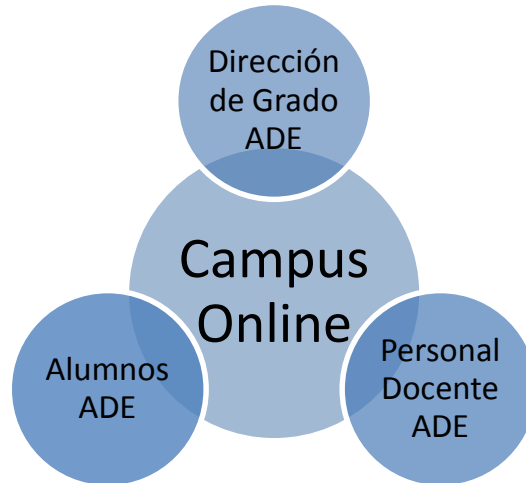 Dirección
de Grado
ADE
Campus
Online
Alumnos
ADE
Personal
Docente
ADE